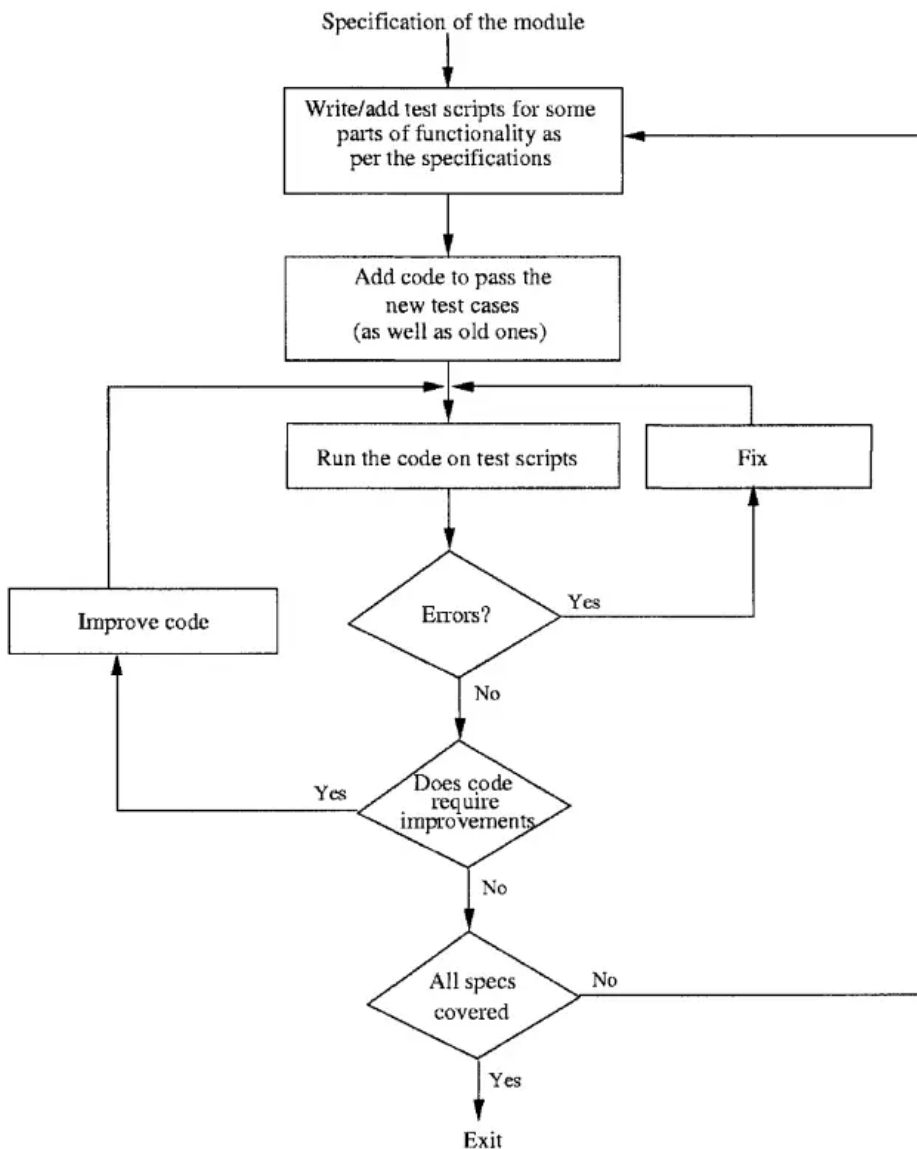 Specification of the module
Write/add test scripts for some
parts of functionality as
per the specifications
Add code to pass the
new test cases
(as well as old ones)
Run the code on test scripts
Fix
Errors?
Yes
Improve code
No
Does code
require
improvements
Yes
No
All specs
covered
No
Yes
Exit